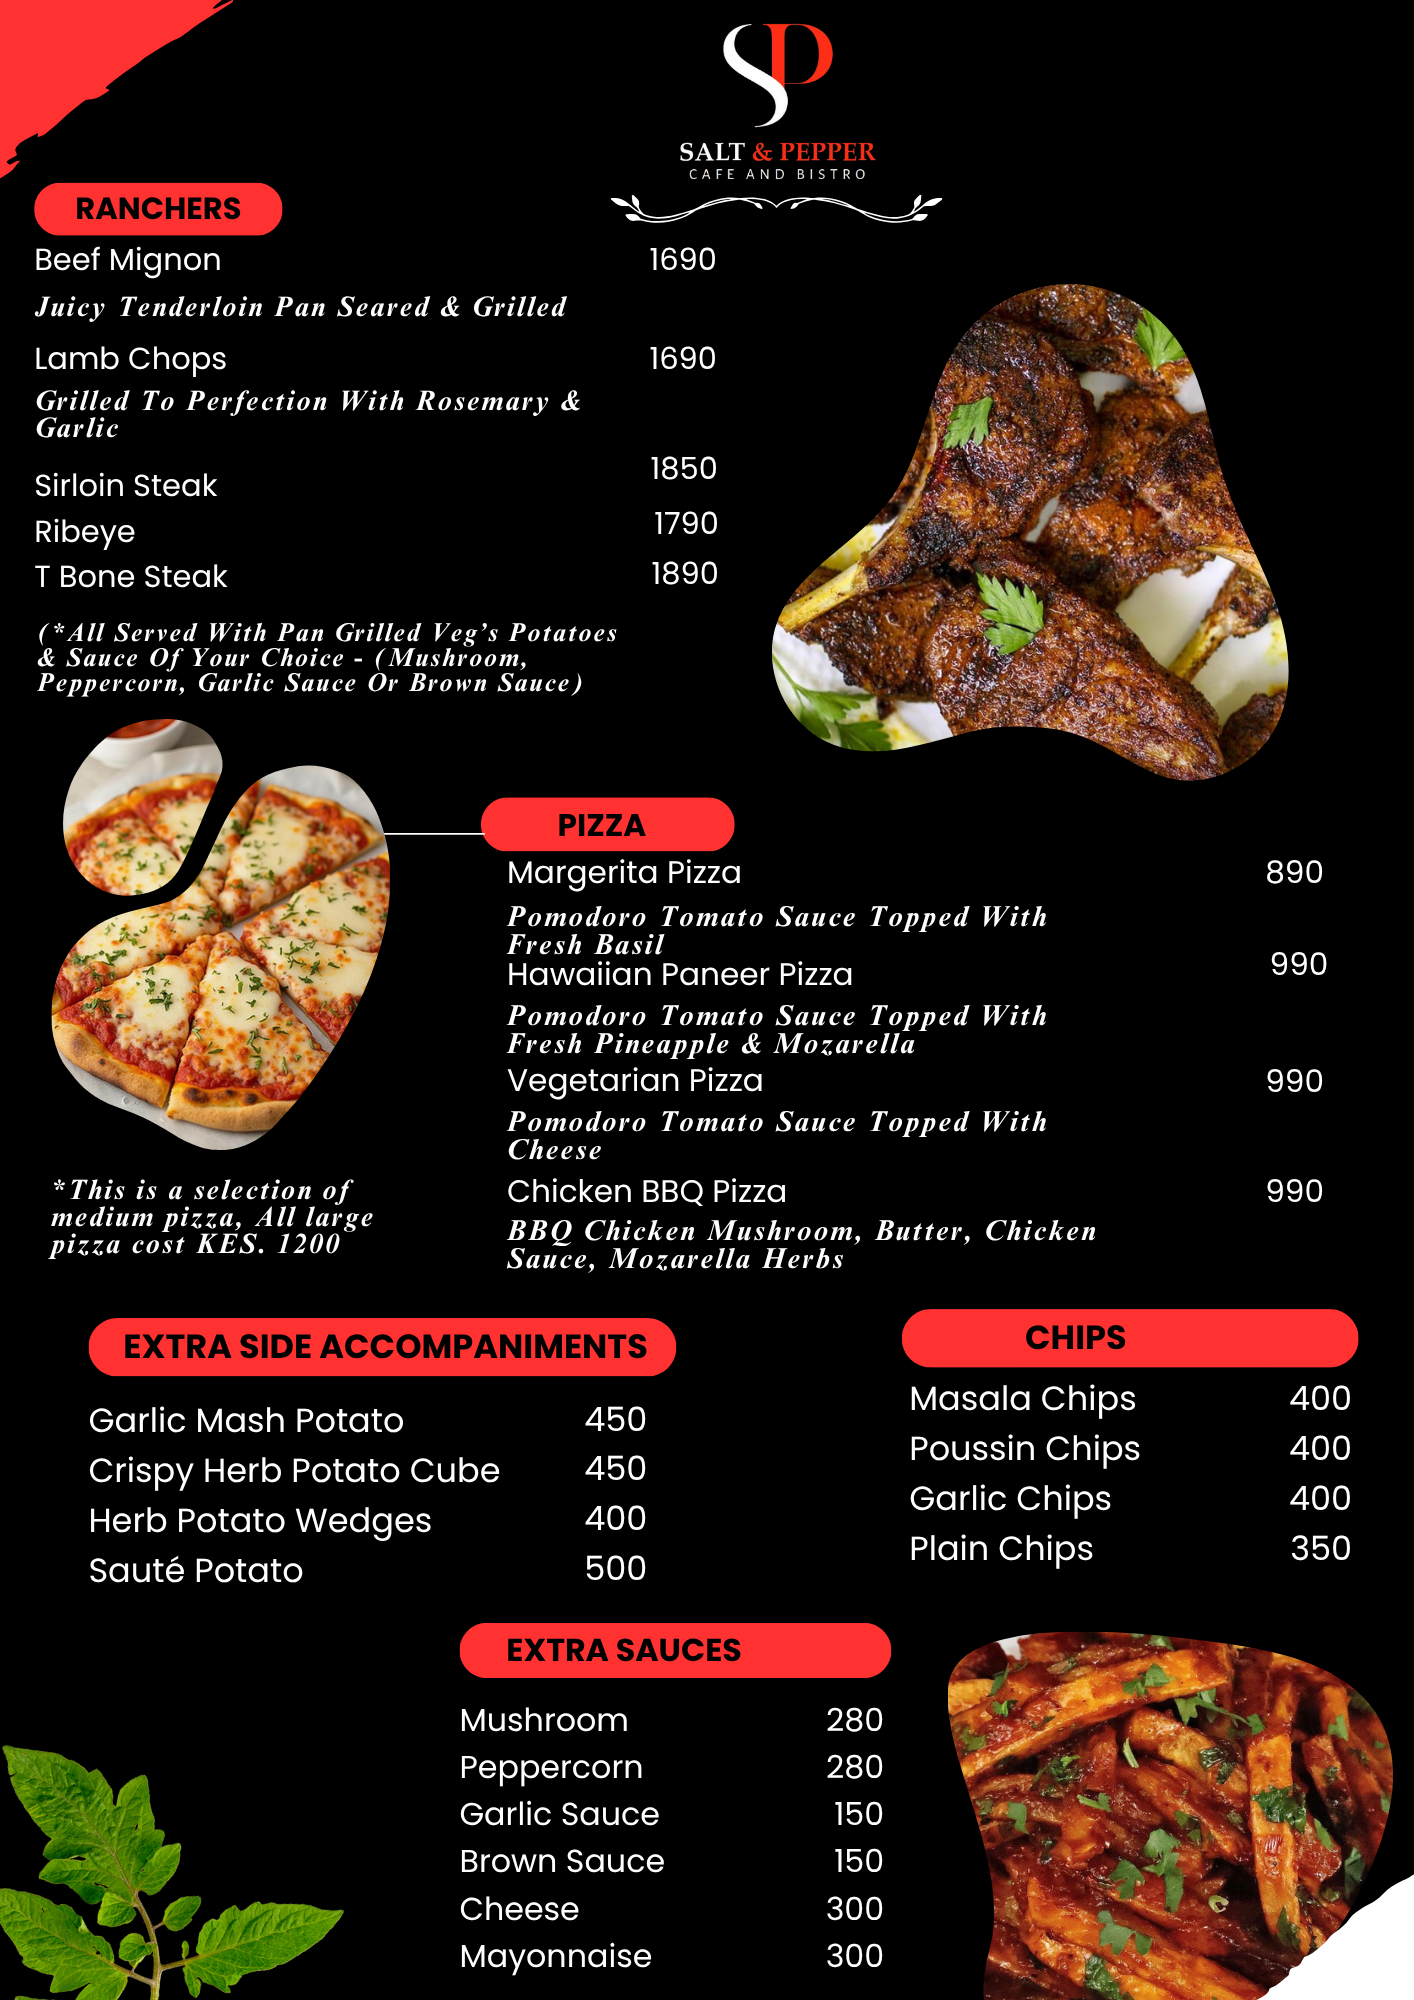 SP
SALT & PEPPER
CAFE AND BISTRO
RANCHERS
Beef Mignon 1690
Juicy Tenderloin Pan Seared & Grilled
Lamb Chops 1690
Grilled To Perfection With Rosemary &
Garlic
Sirloin Steak 1850
Ribeye 1790
T Bone Steak 1890
(*All Served With Pan Grilled Veg’s Potatoes
& Sauce Of Your Choice - (Mushroom,
Peppercorn, Garlic Sauce Or Brown Sauce)
PIZZA
Margerita Pizza 890
Pomodoro Tomato Sauce Topped With
Fresh Basil
Hawaiian Paneer Pizza 990
Pomodoro Tomato Sauce Topped With
Fresh Pineapple & Mozarella
Vegetarian Pizza 990
Pomodoro Tomato Sauce Topped With
Cheese
Chicken BBQ Pizza 990
BBQ Chicken Mushroom, Butter, Chicken
Sauce, Mozarella Herbs
*This is a selection of
medium pizza, All large
pizza cost KES. 1200
EXTRA SIDE ACCOMPANIMENTS
Garlic Mash Potato 450
Crispy Herb Potato Cube 450
Herb Potato Wedges 400
Sauté Potato 500
CHIPS
Masala Chips 400
Poussin Chips 400
Garlic Chips 400
Plain Chips 350
EXTRA SAUCES
Mushroom 280
Peppercorn 280
Garlic Sauce 150
Brown Sauce 150
Cheese 300
Mayonnaise 300